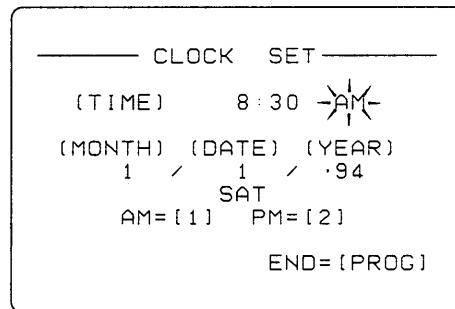 CLOCK SET
(TIME) 8:30 AM
(MONTH) (DATE) (YEAR)
1 / 1 / '94
SAT
AM=[1] PM=[2]
END=[PROG]